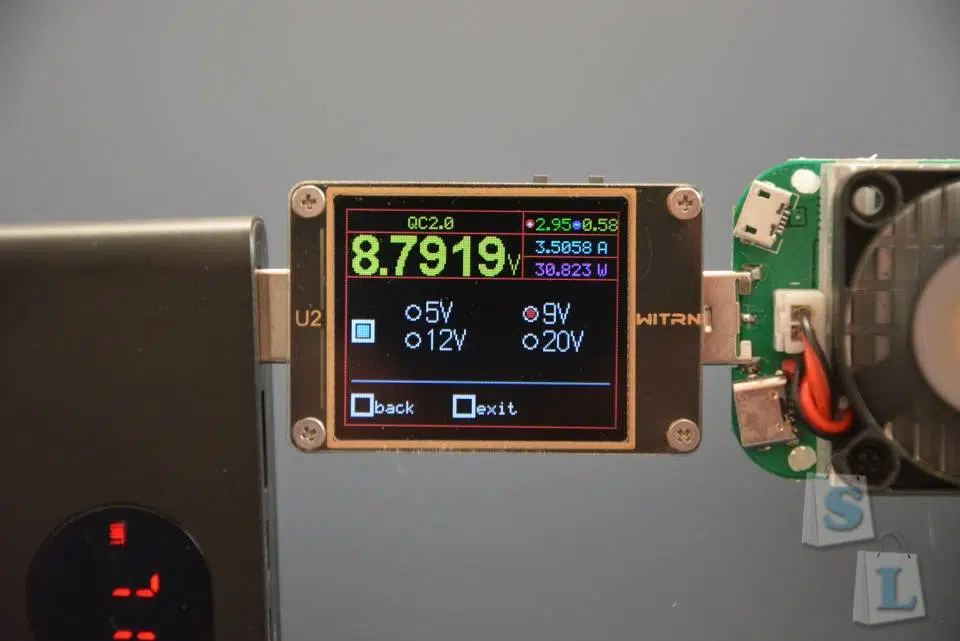 QC2.0
+2.95-0.58
8.7919V
3.5058 A
30.823 W
U2
WITRN
5V
9V
12V
20V
back
exit
S
L